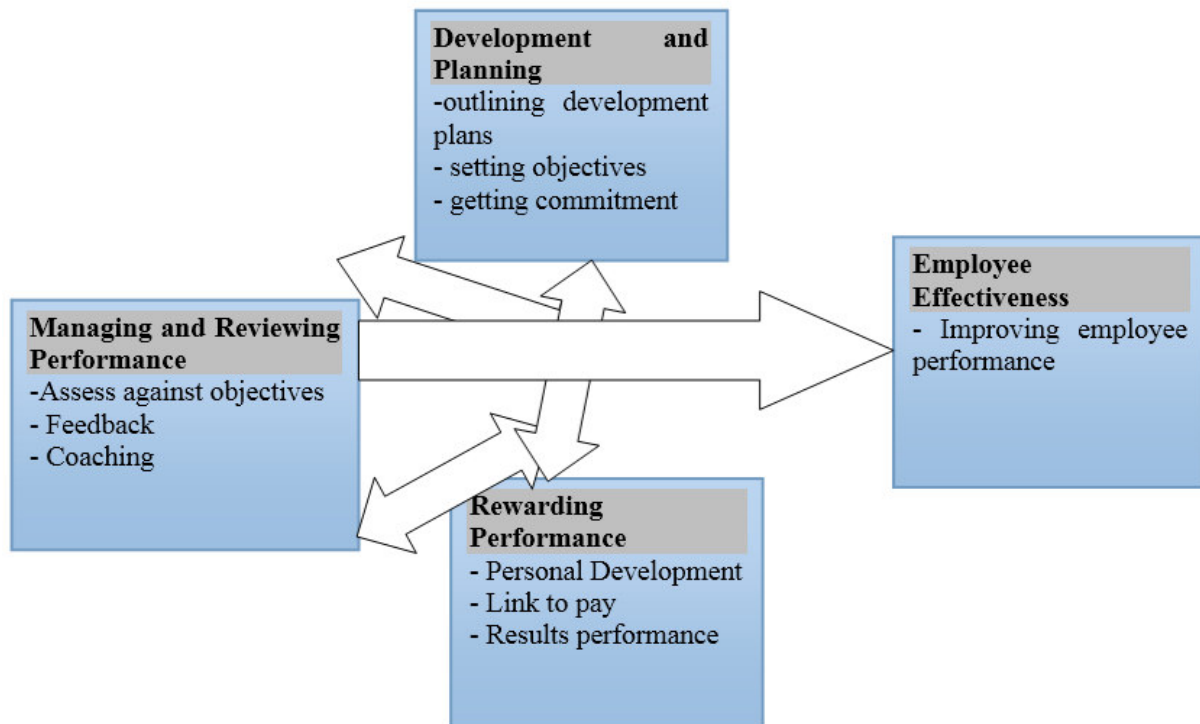 Development and
Planning
-outlining development
plans
- setting objectives
- getting commitment
Managing and Reviewing
Performance
-Assess against objectives
- Feedback
- Coaching
Employee
Effectiveness
- Improving employee
performance
Rewarding
Performance
- Personal Development
- Link to pay
- Results performance